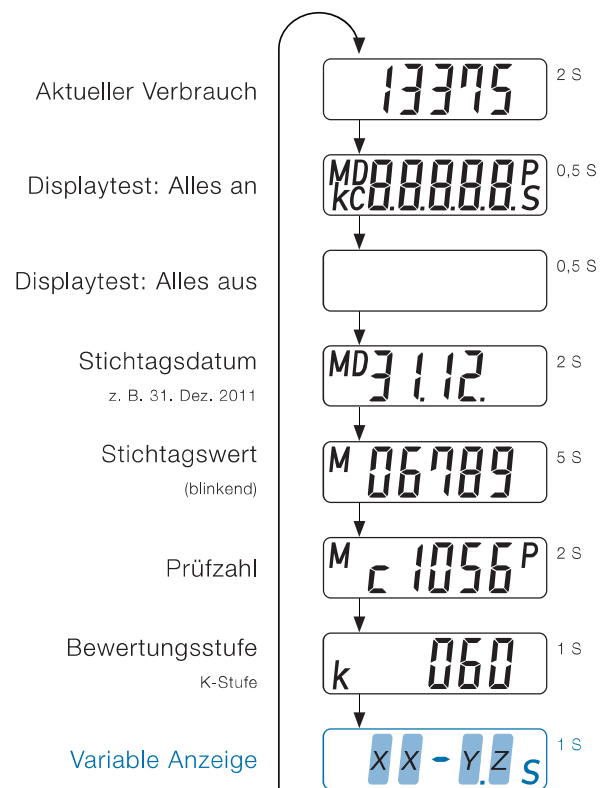 Aktueller Verbrauch
13375
2 S
Displaytest: Alles an
MD
kC
8.8.8.8.8.
P
S
0,5 S
Displaytest: Alles aus
0,5 S
Stichtagsdatum
z. B. 31. Dez. 2011
MD 31.12.
2 S
Stichtagswert
(blinkend)
M 06789
5 S
Prüfzahl
M c 1056 P
2 S
Bewertungsstufe
K-Stufe
k 060
1 S
Variable Anzeige
X X - Y.Z S
1 S